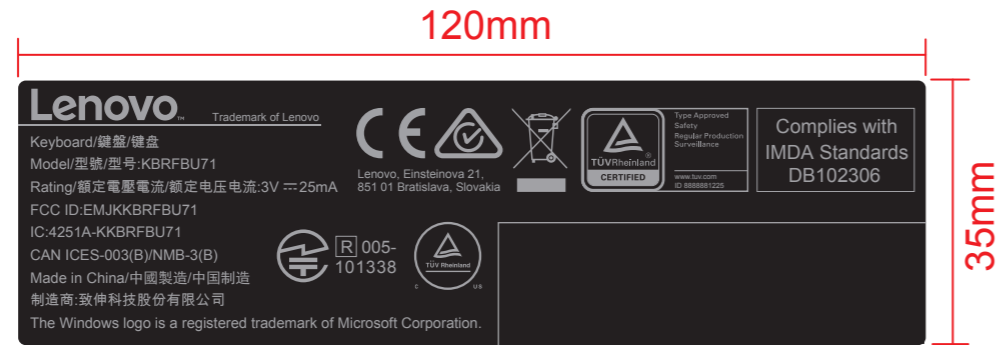 120mm
35mm
Lenovo™
Trademark of Lenovo
Keyboard/鍵盤/键盘
Model/型號/型号:KBRFBU71
Rating/額定電壓電流/额定电压电流:3V ⎓ 25mA
FCC ID:EMJKKBRFBU71
IC:4251A-KKBRFBU71
CAN ICES-003(B)/NMB-3(B)
Made in China/中國製造/中国制造
制造商:致伸科技股份有限公司
The Windows logo is a registered trademark of Microsoft Corporation.
CE
Lenovo, Einsteinova 21,
851 01 Bratislava, Slovakia
R 005-
101338
TÜV Rheinland
C US
TÜVRheinland®
CERTIFIED
Type Approved
Safety
Regular Production
Surveillance
www.tuv.com
ID 8888881225
Complies with
IMDA Standards
DB102306